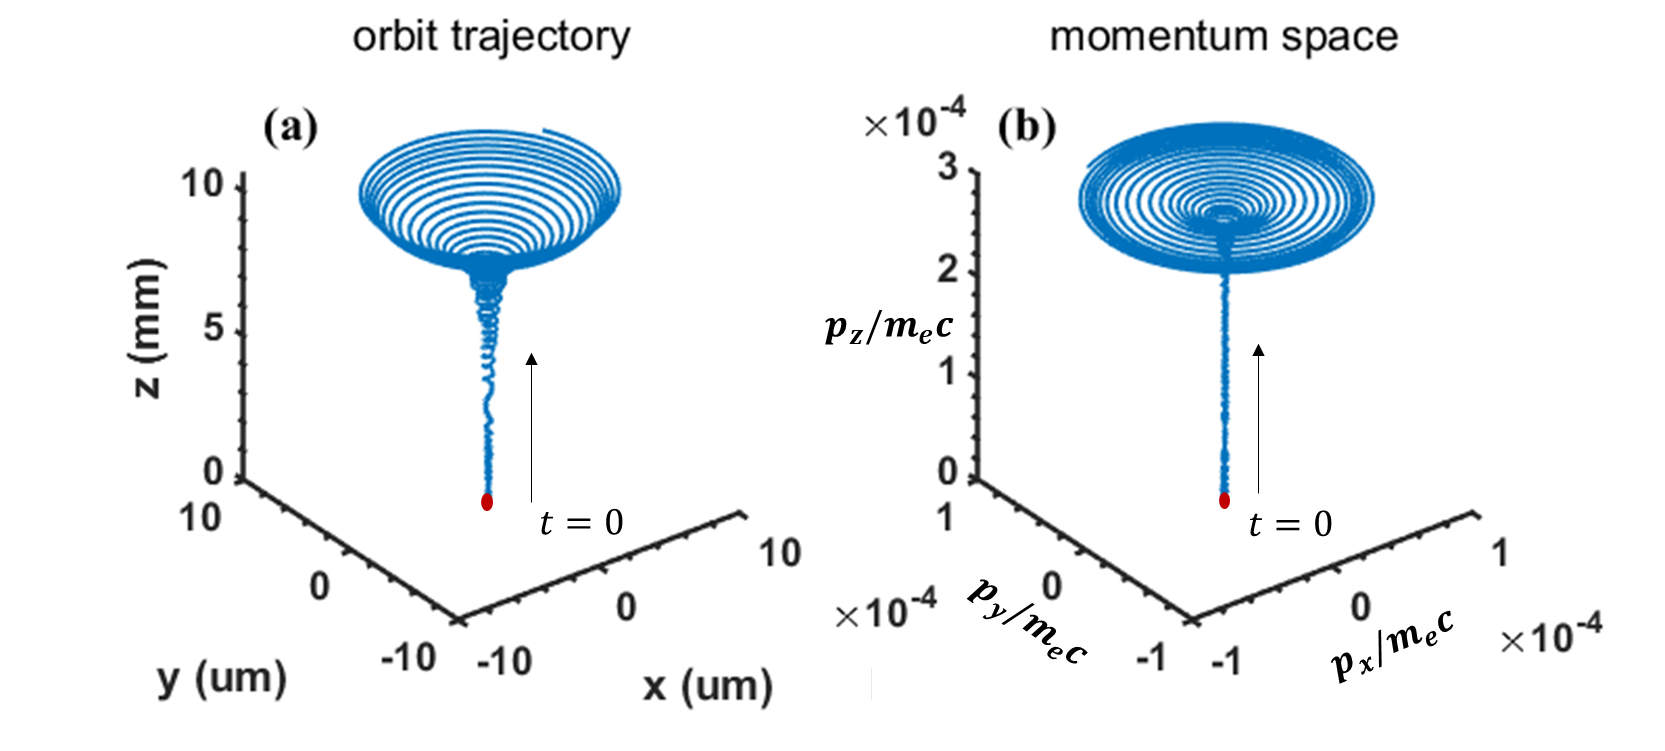 orbit trajectory
(a)
10
5
0
z (mm)
10
0
-10
y (um)
-10
0
10
x (um)
t = 0
momentum space
(b)
×10⁻⁴
3
2
1
0
p_z/m_ec
1
0
-1
×10⁻⁴
p_y/m_ec
-1
0
1
×10⁻⁴
p_x/m_ec
t = 0